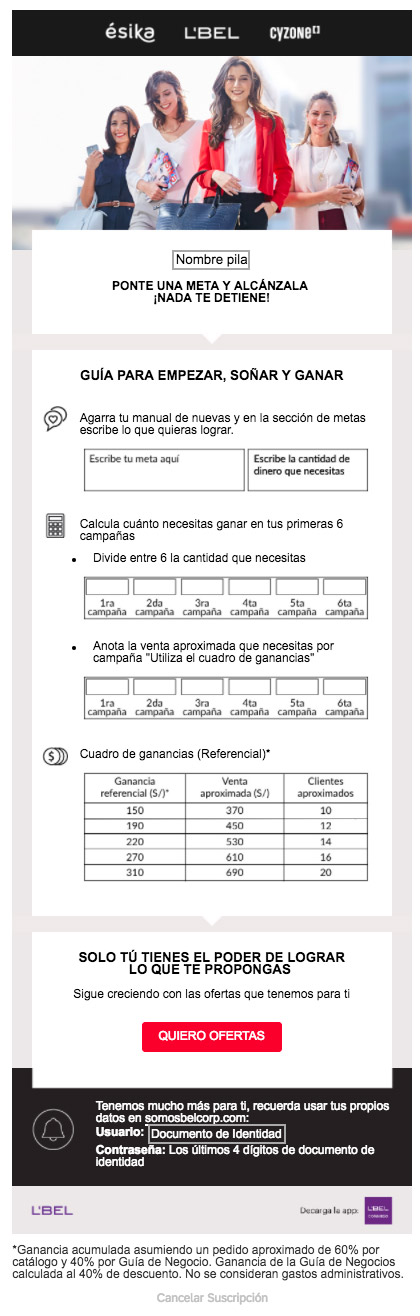 ésika L'BEL cyzone
Nombre pila
PONTE UNA META Y ALCÁNZALA
¡NADA TE DETIENE!
GUÍA PARA EMPEZAR, SOÑAR Y GANAR
Agarra tu manual de nuevas y en la sección de metas
escribe lo que quieras lograr.
Escribe tu meta aquí
Escribe la cantidad de
dinero que necesitas
Calcula cuánto necesitas ganar en tus primeras 6
campañas
• Divide entre 6 la cantidad que necesitas
1ra 2da 3ra 4ta 5ta 6ta
campaña campaña campaña campaña campaña campaña
• Anota la venta aproximada que necesitas por
campaña "Utiliza el cuadro de ganancias"
1ra 2da 3ra 4ta 5ta 6ta
campaña campaña campaña campaña campaña campaña
Cuadro de ganancias (Referencial)*
Ganancia Venta Clientes
referencial (S/)* aproximada (S/) aproximados
150 370 10
190 450 12
220 530 14
270 610 16
310 690 20
SOLO TÚ TIENES EL PODER DE LOGRAR
LO QUE TE PROPONGAS
Sigue creciendo con las ofertas que tenemos para ti
QUIERO OFERTAS
Tenemos mucho más para ti, recuerda usar tus propios
datos en somosbelcorp.com:
Usuario: Documento de Identidad
Contraseña: Los últimos 4 dígitos de documento de
identidad
L'BEL
Decarga la app:
L'BEL
*Ganancia acumulada asumiendo un pedido aproximado de 60% por
catálogo y 40% por Guía de Negocio. Ganancia de la Guía de Negocios
calculada al 40% de descuento. No se consideran gastos administrativos.
Cancelar Suscripción